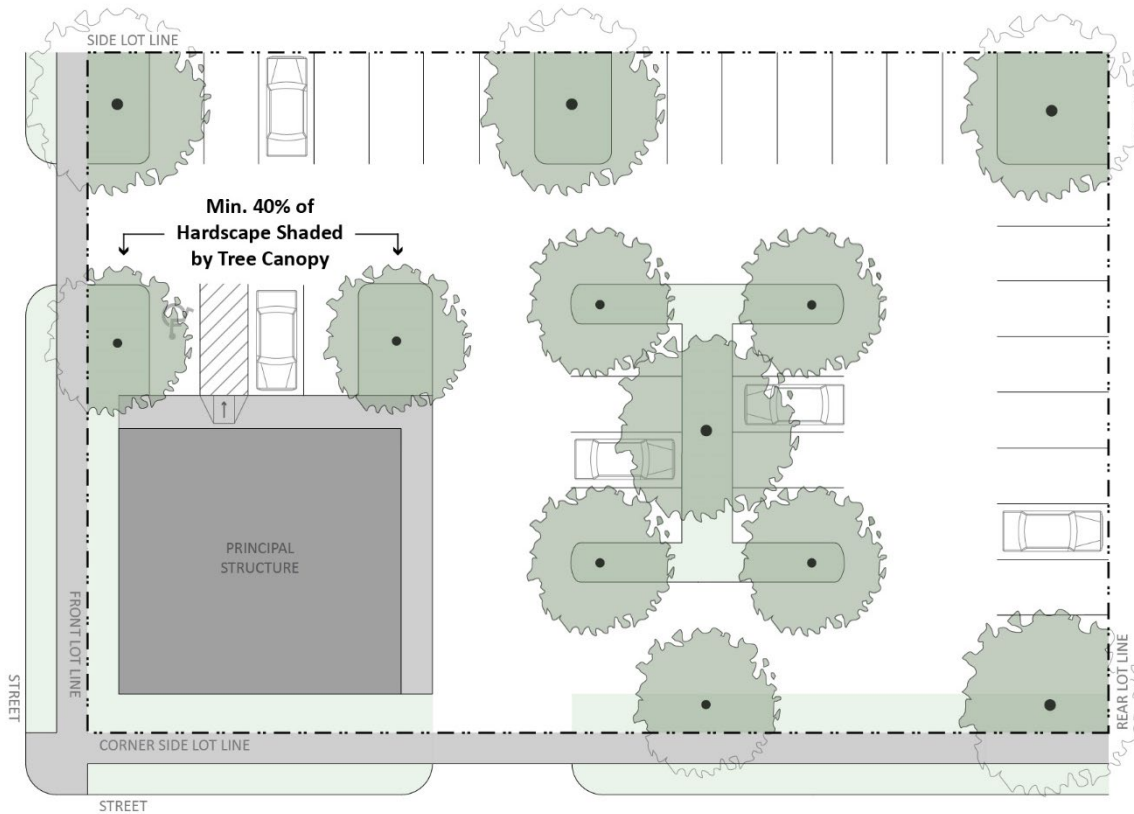 SIDE LOT LINE
Min. 40% of
Hardscape Shaded
by Tree Canopy
PRINCIPAL
STRUCTURE
FRONT LOT LINE
STREET
REAR LOT LINE
CORNER SIDE LOT LINE
STREET